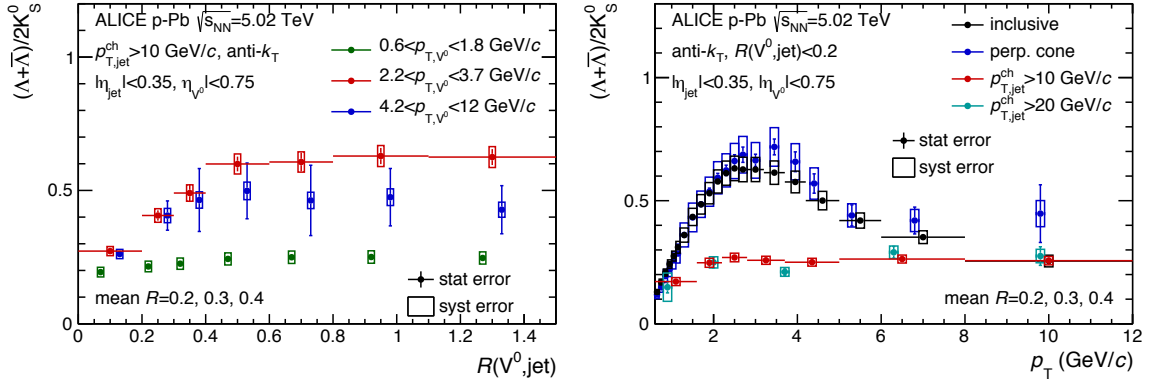 ALICE p-Pb √s_NN=5.02 TeV
p^ch_T,jet>10 GeV/c, anti-k_T
|η_jet|<0.35, η_V⁰|<0.75
0.6<p_T,V⁰<1.8 GeV/c
2.2<p_T,V⁰<3.7 GeV/c
4.2<p_T,V⁰<12 GeV/c
(Λ+Λ̅)/2K⁰_S
1
0.5
0
stat error
syst error
mean R=0.2, 0.3, 0.4
0 0.2 0.4 0.6 0.8 1 1.2 1.4
R(V⁰,jet)
ALICE p-Pb √s_NN=5.02 TeV
anti-k_T, R(V⁰,jet)<0.2
|η_jet|<0.35, |η_V⁰|<0.75
inclusive
perp. cone
p^ch_T,jet>10 GeV/c
p^ch_T,jet>20 GeV/c
(Λ+Λ̅)/2K⁰_S
1
0.5
0
stat error
syst error
mean R=0.2, 0.3, 0.4
2 4 6 8 10 12
p_T (GeV/c)